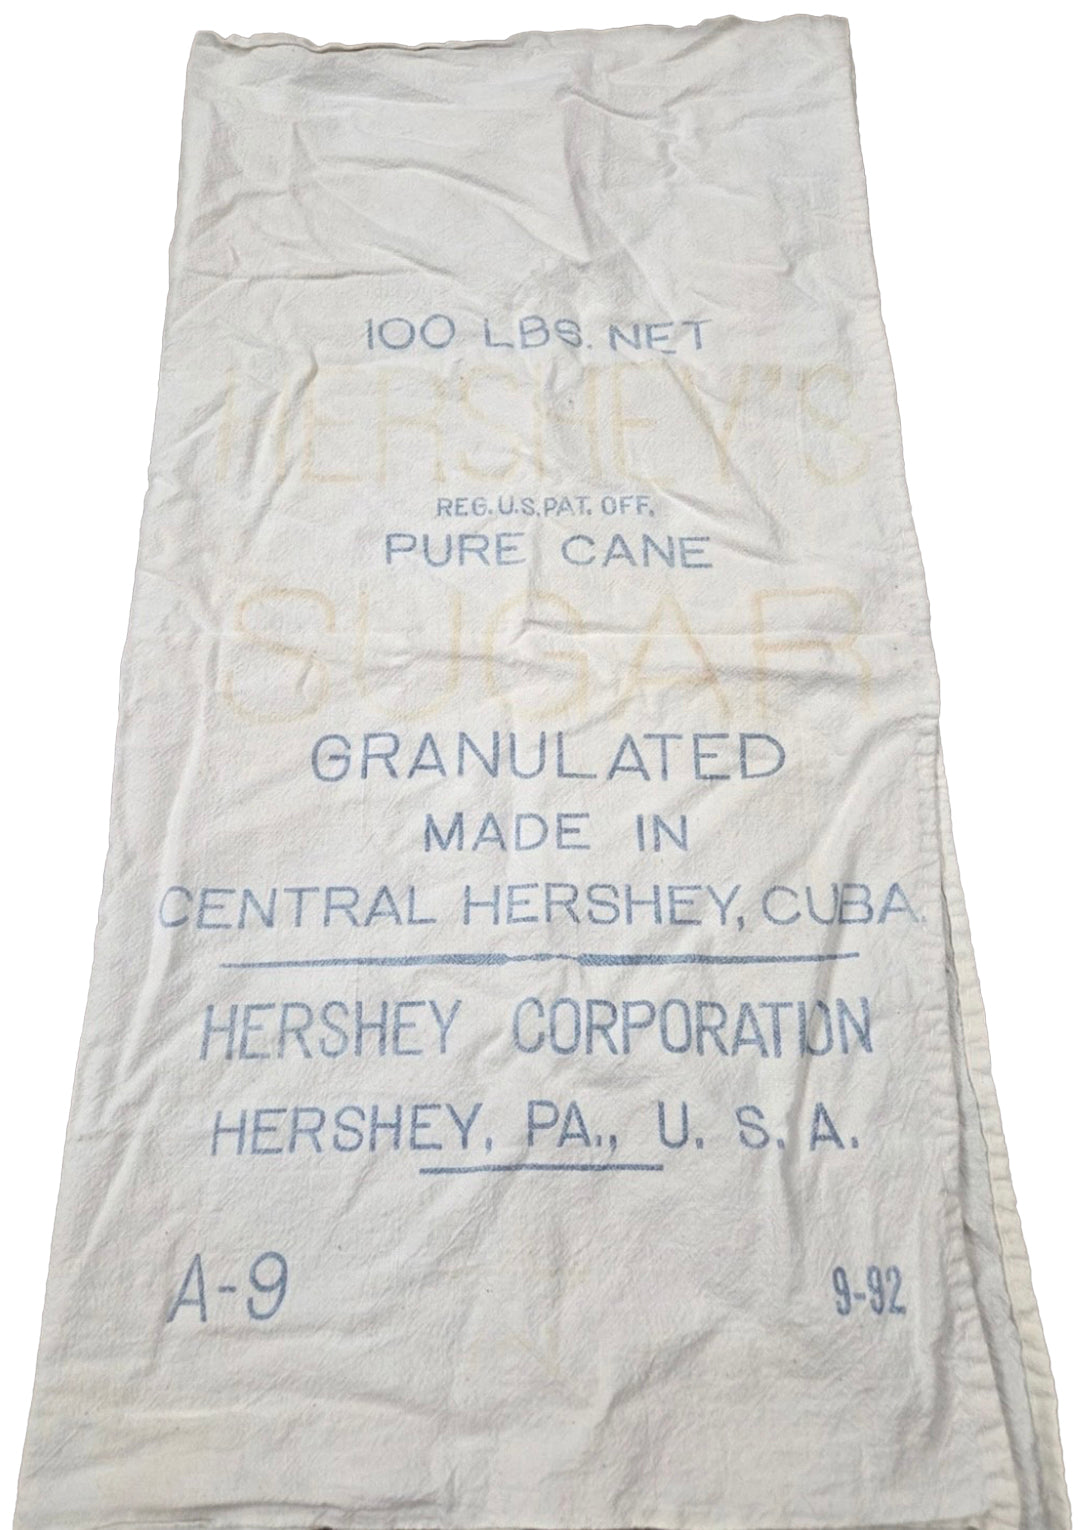 100 LBS. NET
HERSHEY'S
REG. U.S. PAT. OFF.
PURE CANE
SUGAR
GRANULATED
MADE IN
CENTRAL HERSHEY, CUBA.
HERSHEY CORPORATION
HERSHEY, PA., U. S. A.
A-9 9-92